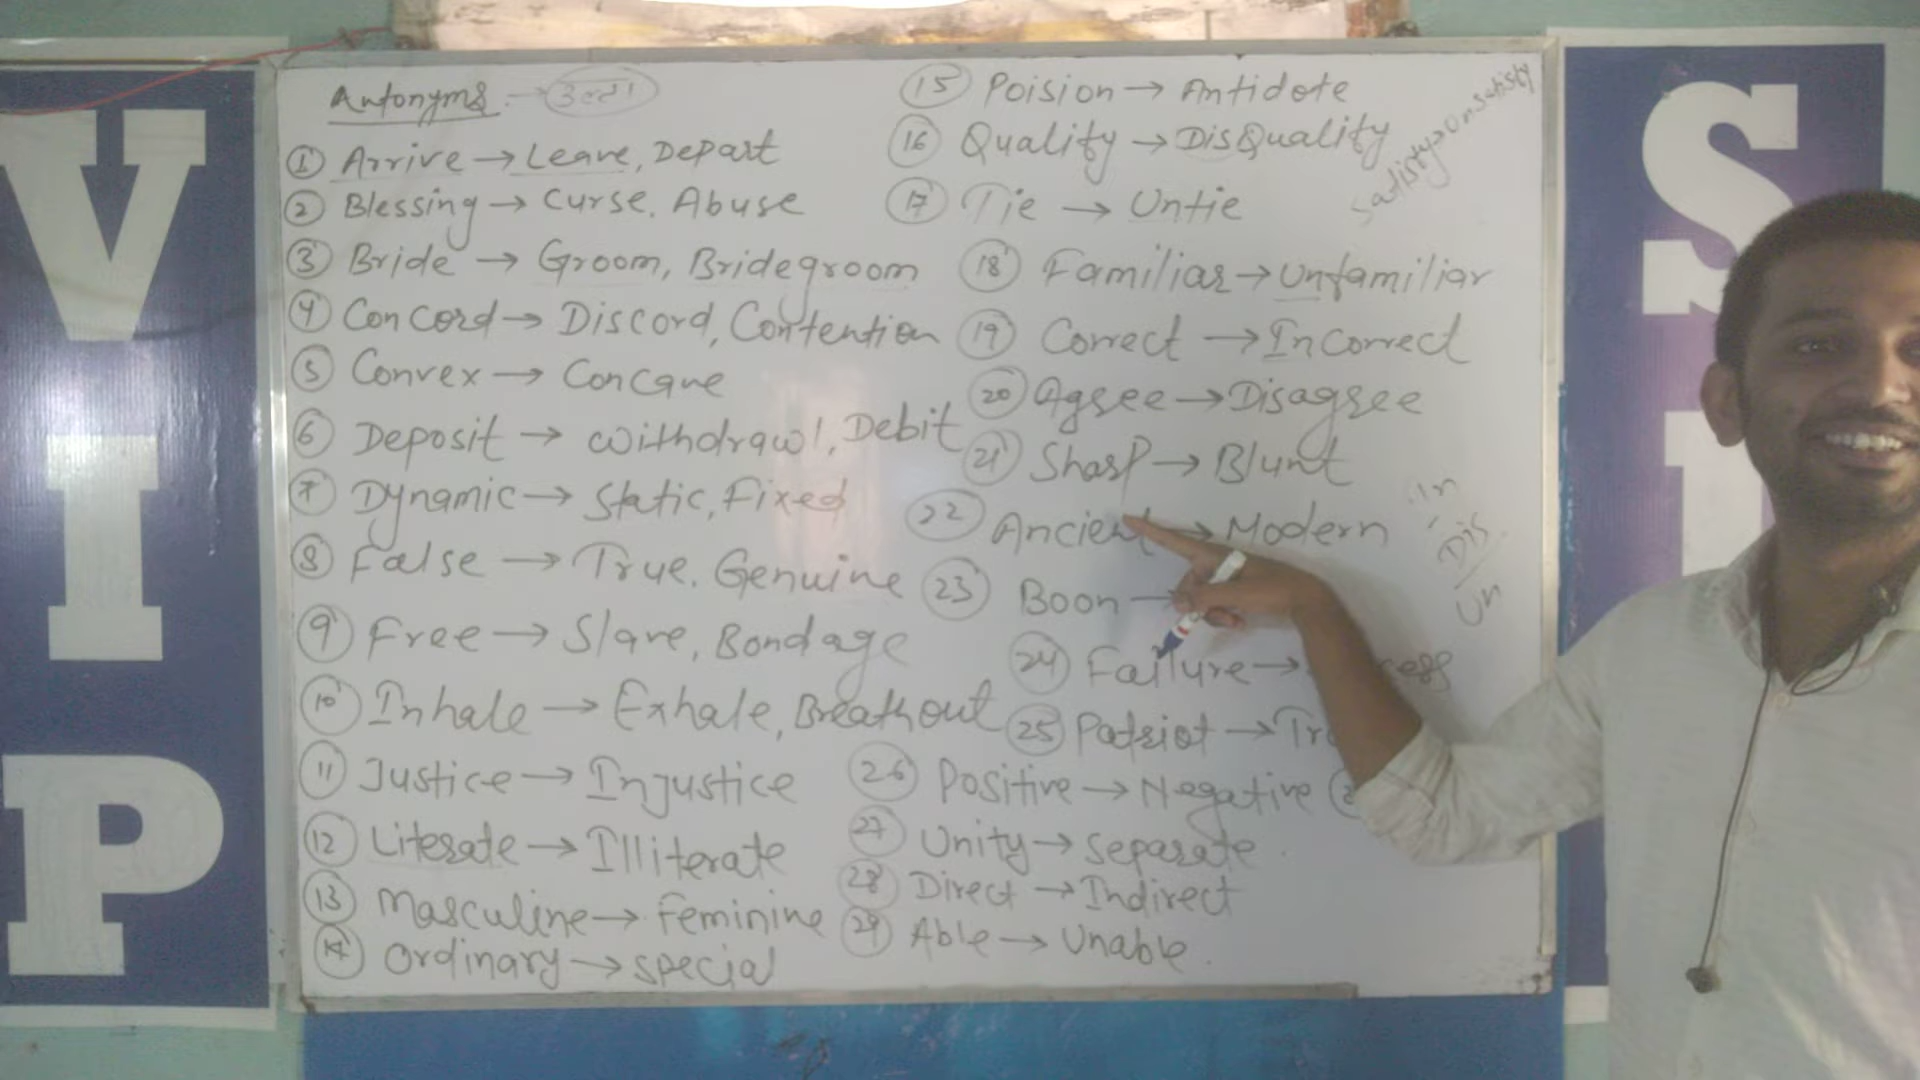 Antonyms → उल्टा
① Arrive → Leave, Depart
② Blessing → Curse, Abuse
③ Bride → Groom, Bridegroom
④ Concord → Discord, Contention
⑤ Convex → Concave
⑥ Deposit → withdrawl, Debit
⑦ Dynamic → Static, Fixed
⑧ False → True, Genuine
⑨ Free → Slave, Bondage
⑩ Inhale → Exhale, Breathout
⑪ Justice → Injustice
⑫ Literate → Illiterate
⑬ Masculine → Feminine
⑭ Ordinary → special
⑮ Poision → Antidote
⑯ Quality → DisQuality
⑰ Tie → Untie
⑱ Familiar → Unfamiliar
⑲ Correct → InCorrect
⑳ Agree → Disagree
㉑ Sharp → Blunt
㉒ Ancient → Modern
㉓ Boon →
㉔ Failure →
㉕ Patriot →
㉖ Positive → Negative
㉗ Unity → Separate
㉘ Direct → Indirect
㉙ Able → Unable
Satisfy → Unsatisfy
In
Dis
Un
VIP
S